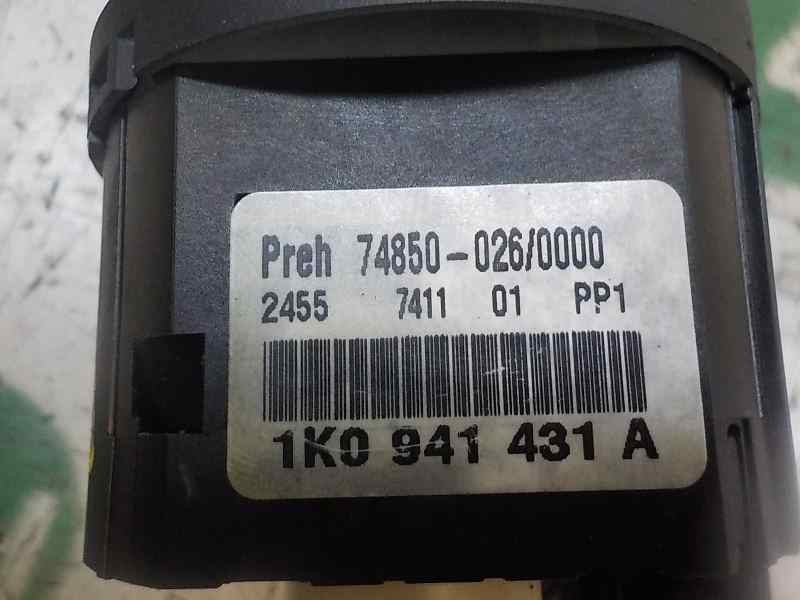 Preh 74850-026/0000
2455 7411 01 PP1
1K0 941 431 A